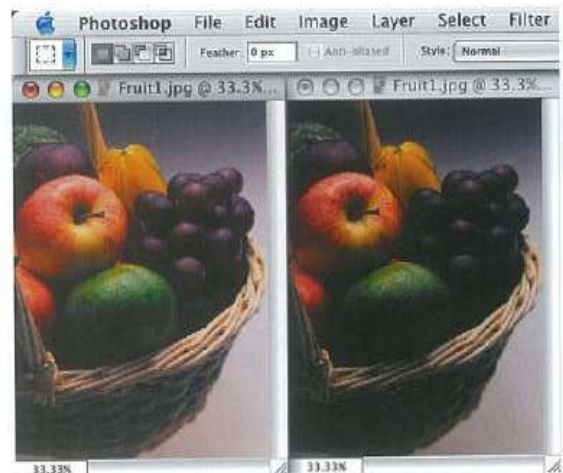 Photoshop File Edit Image Layer Select Filter
Feather: 0 px Anti-aliased Style: Normal
Fruit1.jpg @ 33.3%... Fruit1.jpg @ 33.3%...
33.33% 33.33%